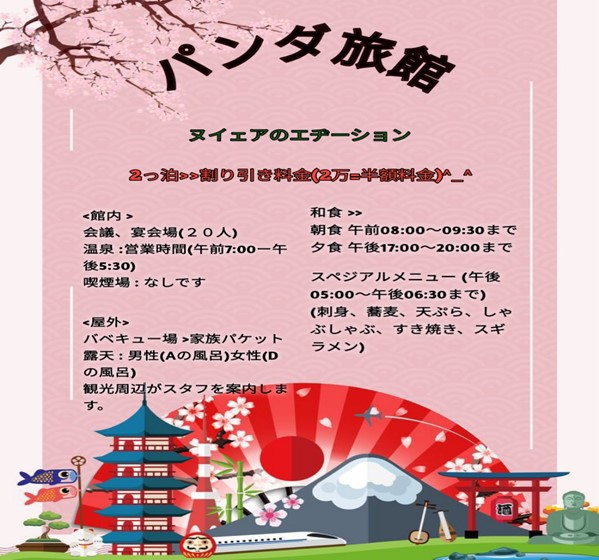 パンダ旅館
ヌイェアのエヂーション
2っ泊>>割り引き料金(2万=半額料金)^_^
<館内 >
会議、宴会場(２０人)
温泉 :営業時間(午前7:00ー午
後5:30)
喫煙場 : なしです
<屋外>
バベキュー場 >家族パケット
露天 : 男性(Aの風呂)女性(D
の風呂)
観光周辺がスタフを案内しま
す。
和食 >>
朝食 午前08:00〜09:30まで
夕食 午後17:00〜20:00まで
スペジアルメニュー (午後
05:00〜午後06:30まで)
(刺身、蕎麦、天ぷら、しゃ
ぶしゃぶ、すき焼き、スギ
ラメン)
酒